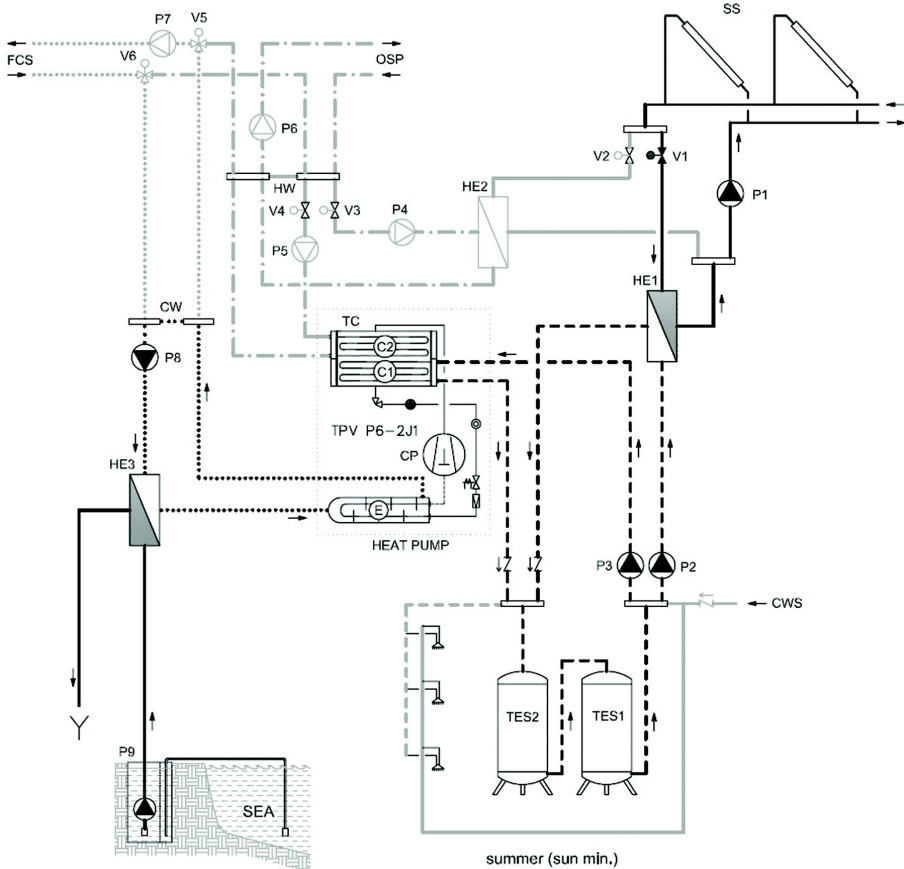 SS
P7
V5
FCS
V6
OSP
P6
V2
V1
HW
HE2
P1
V4
V3
P4
P5
HE1
CW
TC
P8
C2
C1
TPV P6-2J1
CP
HE3
E
HEAT PUMP
P3
P2
CWS
TES2
TES1
P9
SEA
summer (sun min.)